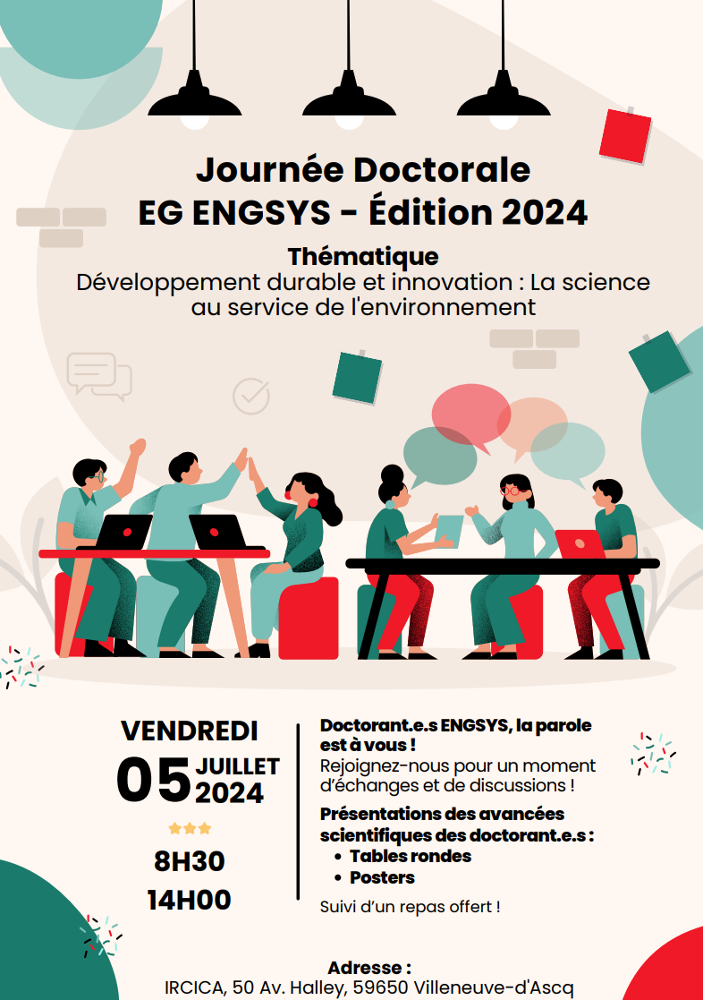 Journée Doctorale
EG ENGSYS - Édition 2024
Thématique
Développement durable et innovation : La science
au service de l'environnement
VENDREDI
05 JUILLET
2024
8H30
14H00
Doctorant.e.s ENGSYS, la parole
est à vous !
Rejoignez-nous pour un moment
d’échanges et de discussions !
Présentations des avancées
scientifiques des doctorant.e.s :
• Tables rondes
• Posters
Suivi d’un repas offert !
Adresse :
IRCICA, 50 Av. Halley, 59650 Villeneuve-d'Ascq